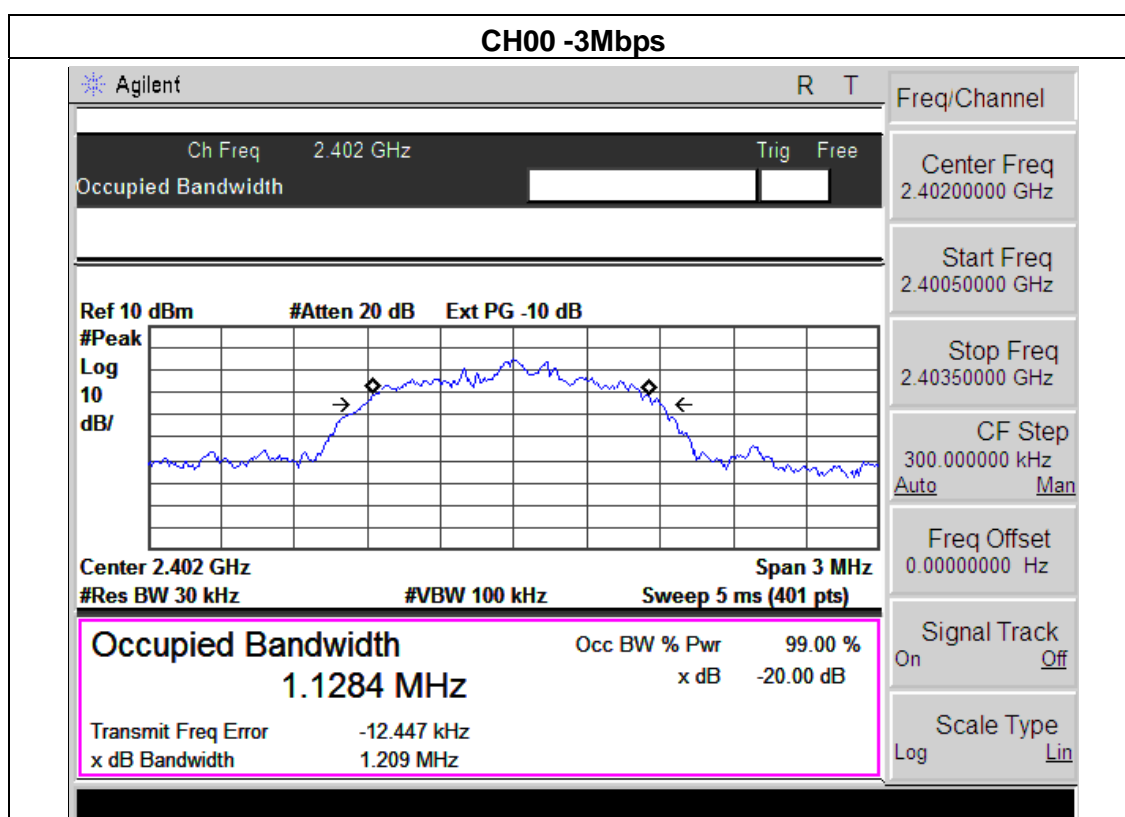 CH00 -3Mbps
Agilent R T
Ch Freq 2.402 GHz Trig Free
Occupied Bandwidth
Ref 10 dBm #Atten 20 dB Ext PG -10 dB
#Peak
Log
10
dB/
Center 2.402 GHz Span 3 MHz
#Res BW 30 kHz #VBW 100 kHz Sweep 5 ms (401 pts)
Occupied Bandwidth Occ BW % Pwr 99.00 %
1.1284 MHz x dB -20.00 dB
Transmit Freq Error -12.447 kHz
x dB Bandwidth 1.209 MHz
Freq/Channel
Center Freq
2.40200000 GHz
Start Freq
2.40050000 GHz
Stop Freq
2.40350000 GHz
CF Step
300.000000 kHz
Auto Man
Freq Offset
0.00000000 Hz
Signal Track
On Off
Scale Type
Log Lin